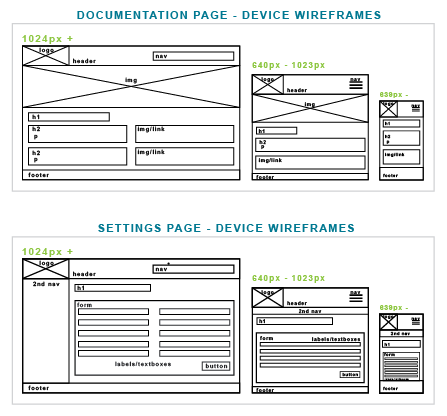 DOCUMENTATION PAGE - DEVICE WIREFRAMES
1024px +
logo
header
nav
img
h1
h2
p
img/link
h2
p
img/link
footer
640px - 1023px
logo
header
nav
img
h1
h2
p
img/link
footer
639px -
logo
nav
h1
h2
p
img/link
footer
SETTINGS PAGE - DEVICE WIREFRAMES
1024px +
logo
header
nav
2nd nav
h1
form
labels/textboxes
button
footer
640px - 1023px
logo
header
nav
2nd nav
h1
form
labels/textboxes
button
footer
639px -
logo
nav
2nd nav
h1
form
footer